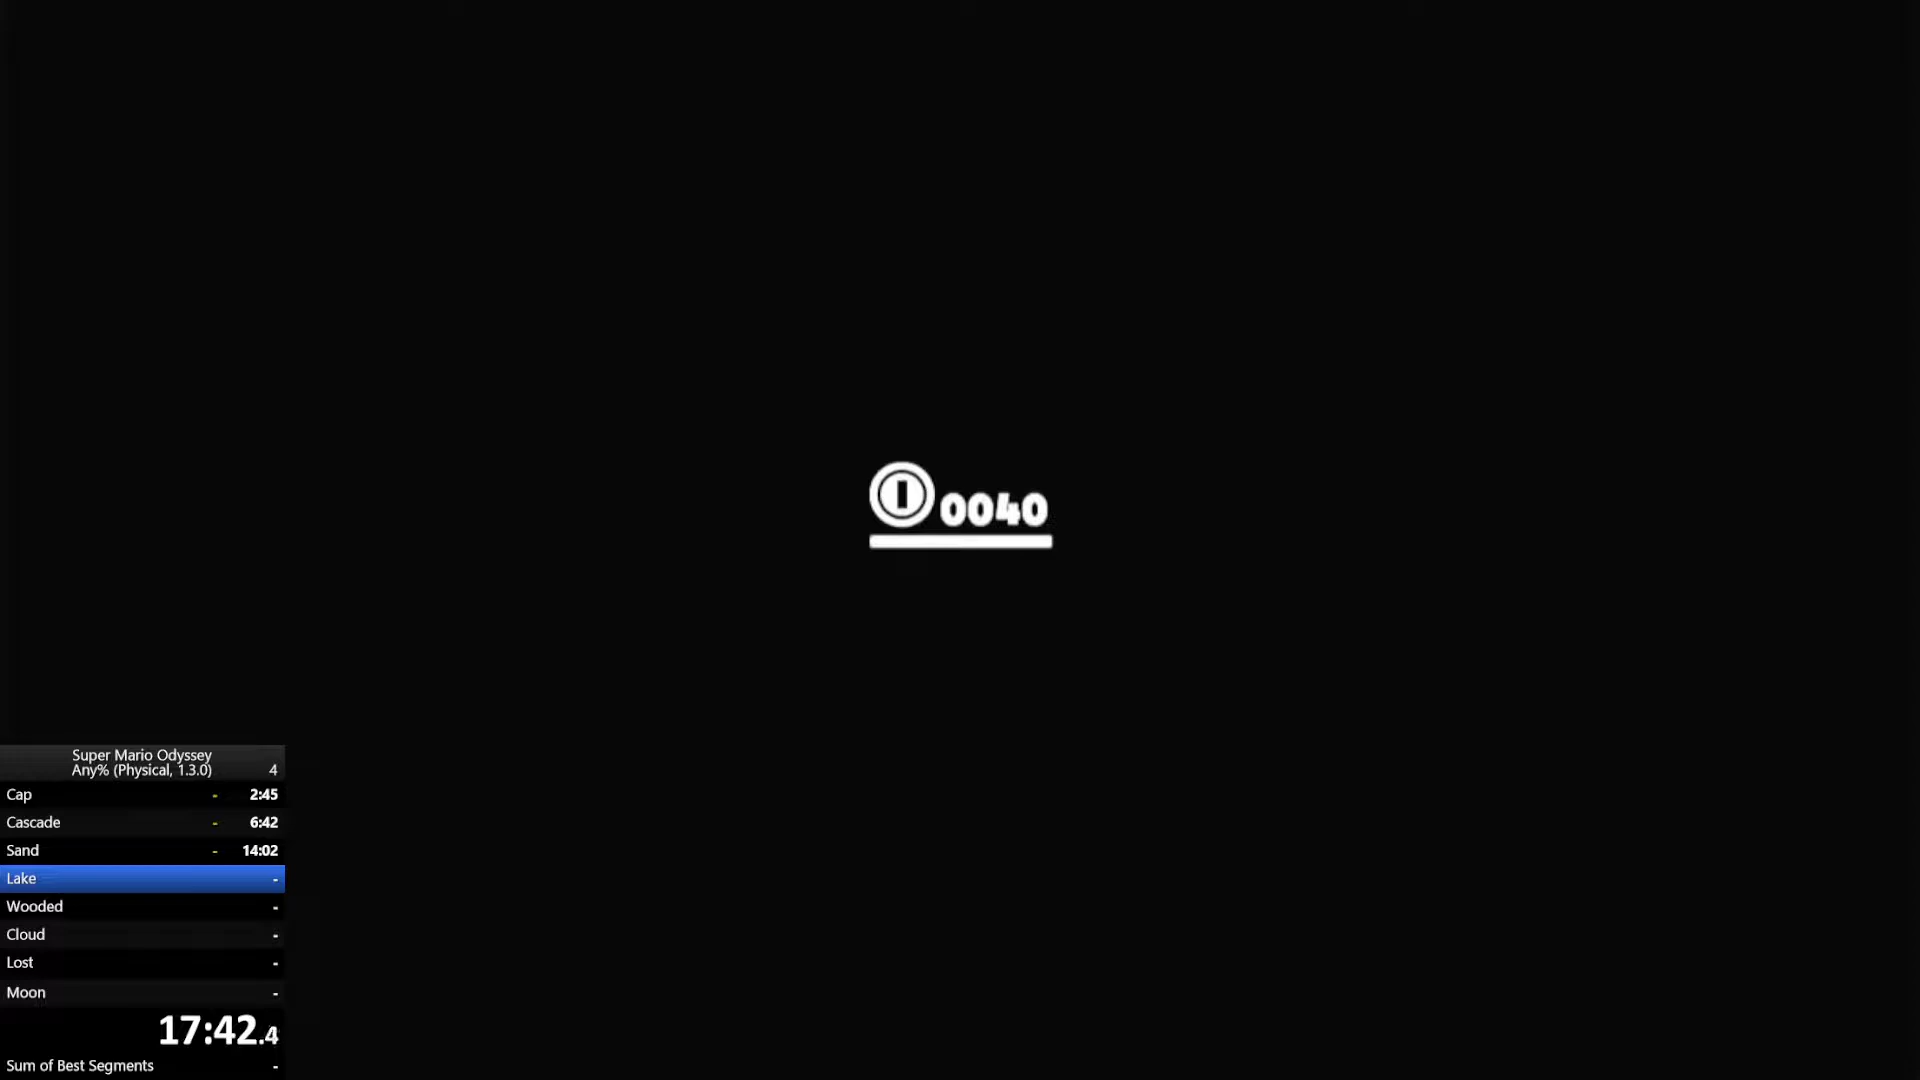 0040
Super Mario Odyssey
Any% (Physical, 1.3.0) 4
Cap - 2:45
Cascade - 6:42
Sand - 14:02
Lake -
Wooded -
Cloud -
Lost -
Moon -
17:42.4
Sum of Best Segments -